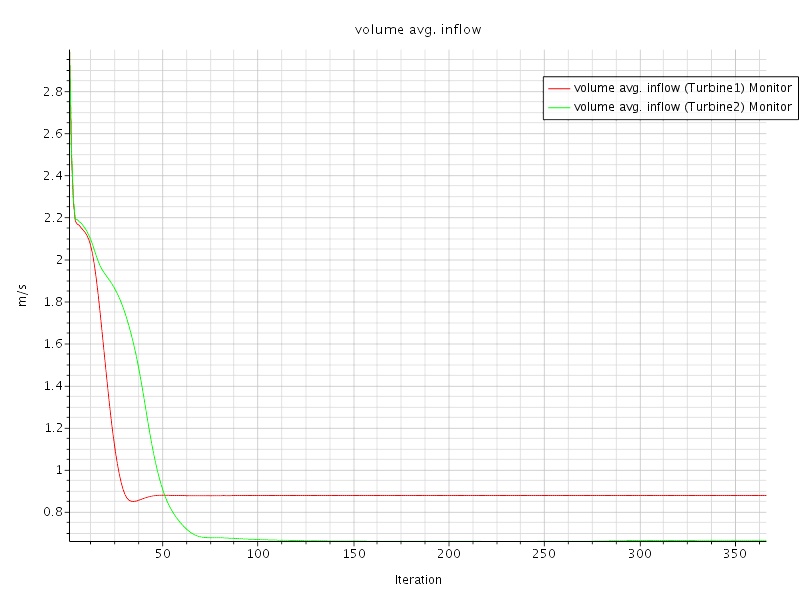 volume avg. inflow
volume avg. inflow (Turbine1) Monitor
volume avg. inflow (Turbine2) Monitor
2.8
2.6
2.4
2.2
2
1.8
1.6
1.4
1.2
1
0.8
m/s
50 100 150 200 250 300 350
Iteration